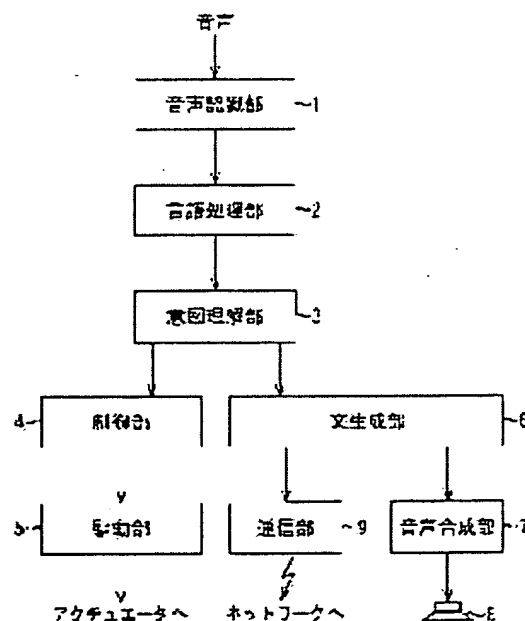 音声
音声認識部 ~1
言語処理部 ~2
意図理解部 ~3
4~ 制御部 文生成部 ~6
5~ 駆動部 通信部 ~9 音声合成部 ~7
アクチュエータへ ネットワークへ ~8